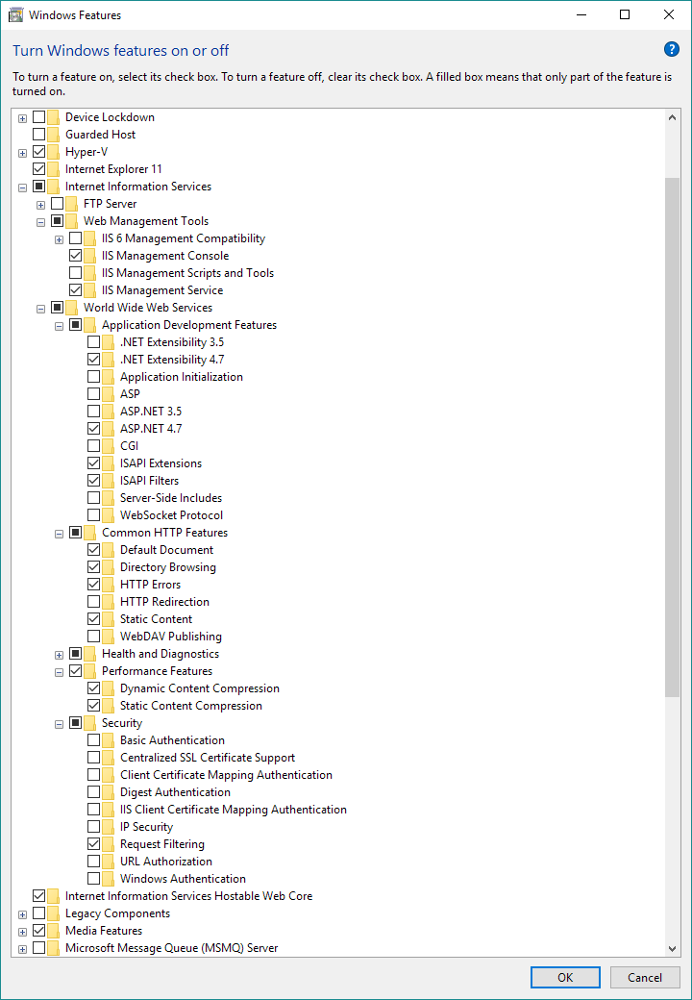 Windows Features
Turn Windows features on or off
?
To turn a feature on, select its check box. To turn a feature off, clear its check box. A filled box means that only part of the feature is
turned on.
Device Lockdown
Guarded Host
Hyper-V
Internet Explorer 11
Internet Information Services
FTP Server
Web Management Tools
IIS 6 Management Compatibility
IIS Management Console
IIS Management Scripts and Tools
IIS Management Service
World Wide Web Services
Application Development Features
.NET Extensibility 3.5
.NET Extensibility 4.7
Application Initialization
ASP
ASP.NET 3.5
ASP.NET 4.7
CGI
ISAPI Extensions
ISAPI Filters
Server-Side Includes
WebSocket Protocol
Common HTTP Features
Default Document
Directory Browsing
HTTP Errors
HTTP Redirection
Static Content
WebDAV Publishing
Health and Diagnostics
Performance Features
Dynamic Content Compression
Static Content Compression
Security
Basic Authentication
Centralized SSL Certificate Support
Client Certificate Mapping Authentication
Digest Authentication
IIS Client Certificate Mapping Authentication
IP Security
Request Filtering
URL Authorization
Windows Authentication
Internet Information Services Hostable Web Core
Legacy Components
Media Features
Microsoft Message Queue (MSMQ) Server
OK
Cancel